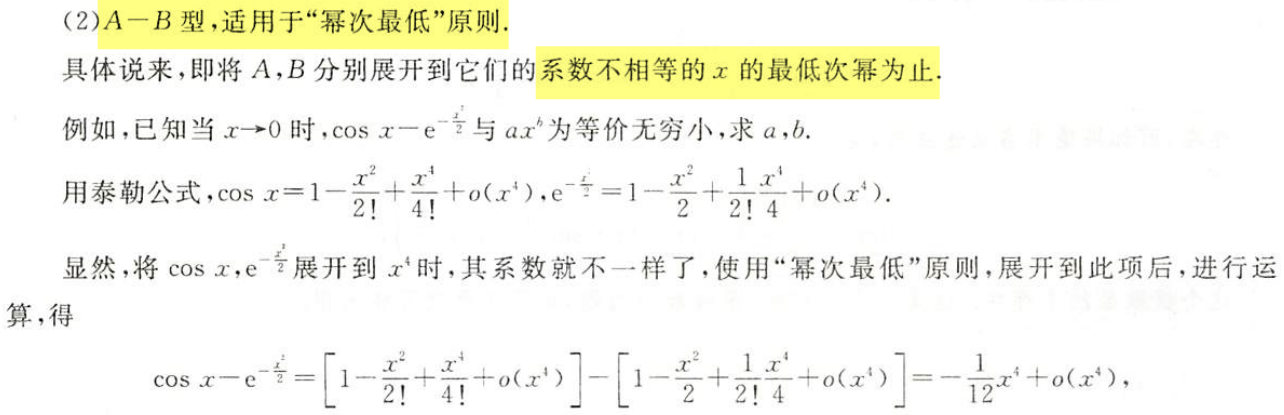 (2)A－B 型,适用于“幂次最低”原则.
具体说来,即将 A,B 分别展开到它们的系数不相等的 x 的最低次幂为止.
例如,已知当 x→0 时,cos x－e^{-\frac{x^2}{2}} 与 ax^b 为等价无穷小,求 a,b.
用泰勒公式,cos x=1-\frac{x^2}{2!}+\frac{x^4}{4!}+o(x^4),e^{-\frac{x^2}{2}}=1-\frac{x^2}{2}+\frac{1}{2!}\frac{x^4}{4}+o(x^4).
显然,将 cos x,e^{-\frac{x^2}{2}} 展开到 x^4 时,其系数就不一样了,使用“幂次最低”原则,展开到此项后,进行运
算,得
cos x-e^{-\frac{x^2}{2}}=[1-\frac{x^2}{2!}+\frac{x^4}{4!}+o(x^4)]-[1-\frac{x^2}{2}+\frac{1}{2!}\frac{x^4}{4}+o(x^4)]=-\frac{1}{12}x^4+o(x^4),